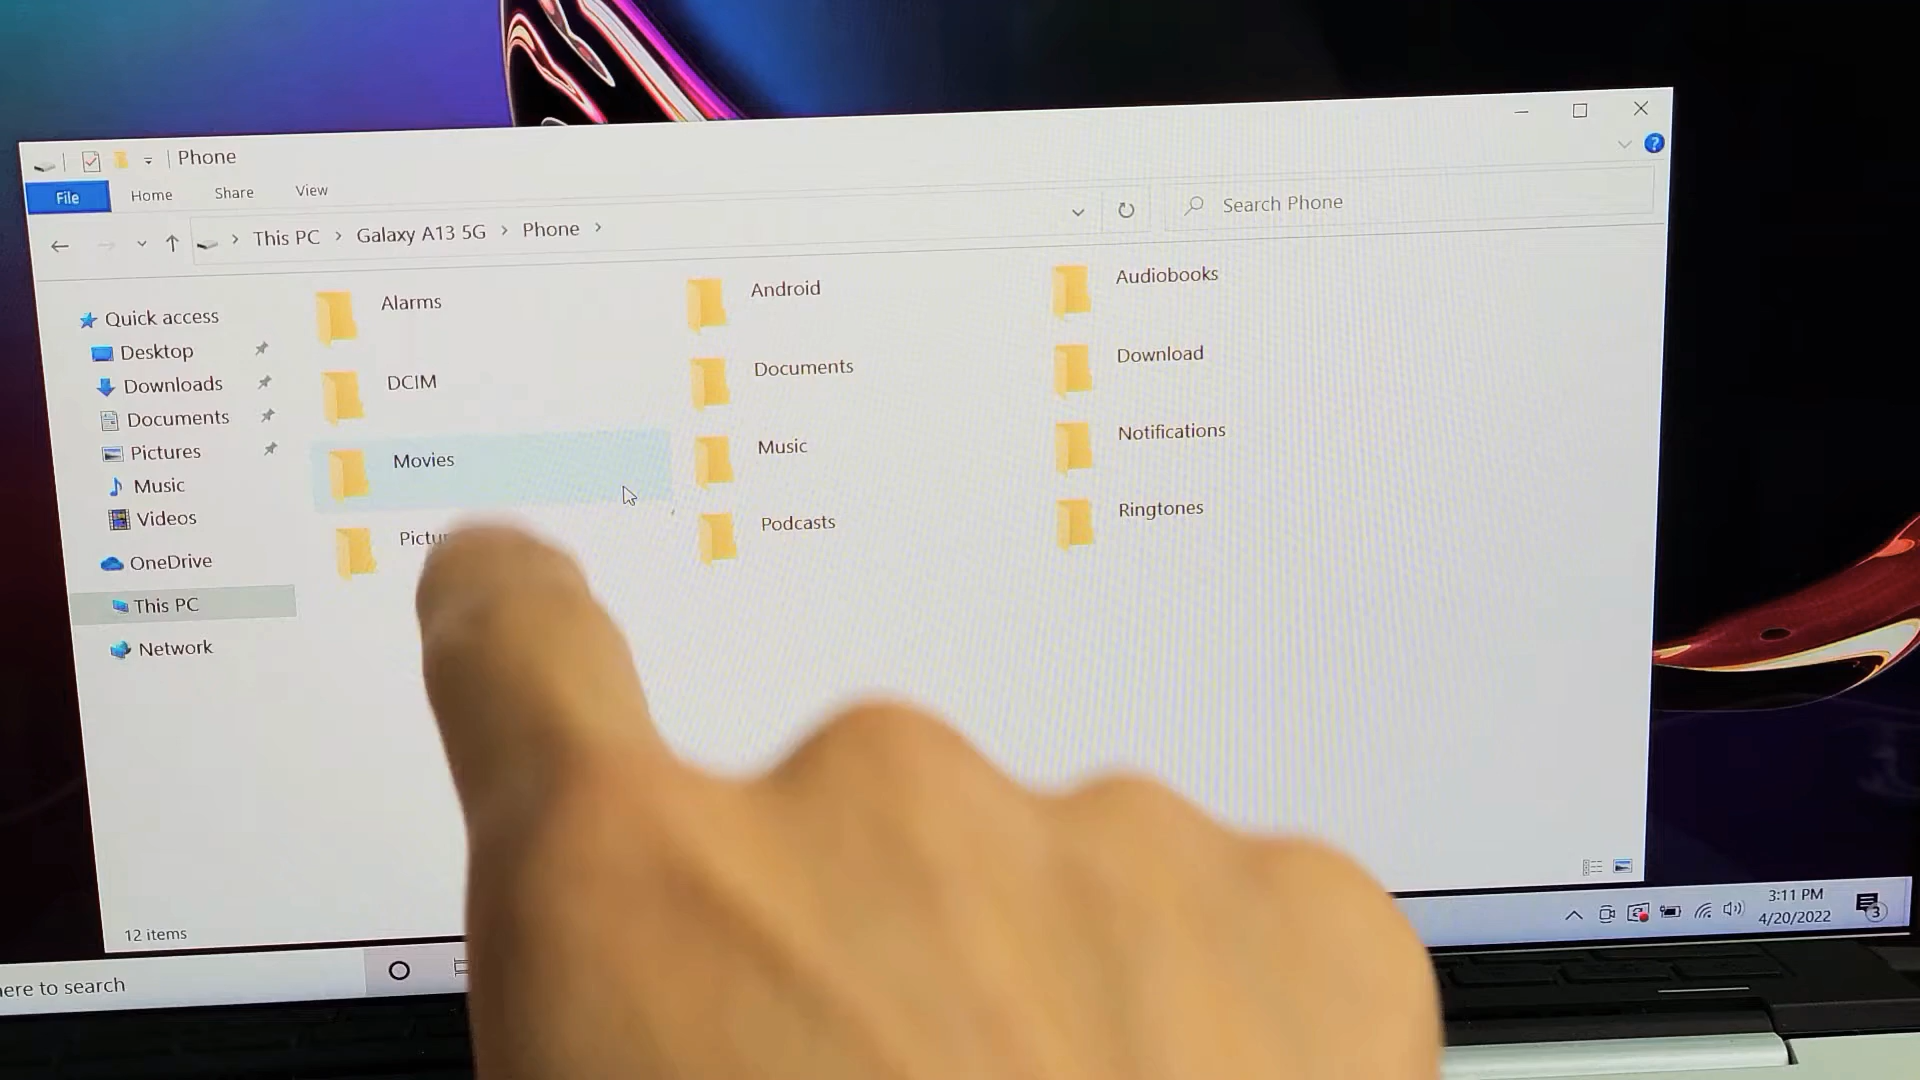 Phone
File Home Share View
This PC > Galaxy A13 5G > Phone >
Search Phone
Quick access
Desktop
Downloads
Documents
Pictures
Music
Videos
OneDrive
This PC
Network
Alarms
Android
Audiobooks
DCIM
Documents
Download
Movies
Music
Notifications
Podcasts
Ringtones
12 items
to search
3:11 PM
4/20/2022
3